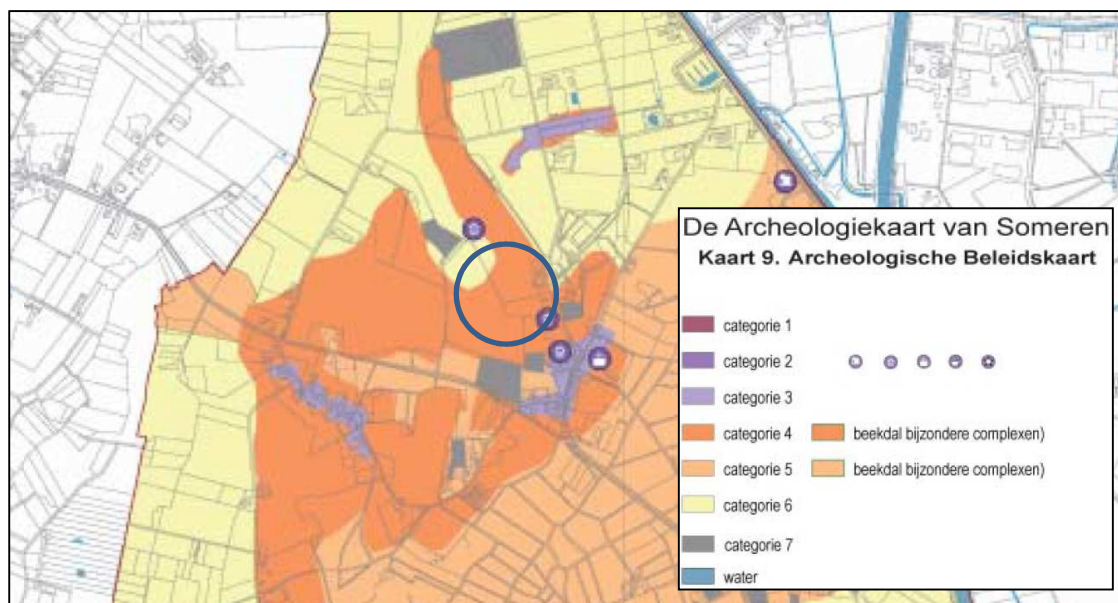 De Archeologiekaart van Someren
Kaart 9. Archeologische Beleidskaart
categorie 1
categorie 2
categorie 3
categorie 4 beekdal bijzondere complexen)
categorie 5 beekdal bijzondere complexen)
categorie 6
categorie 7
water